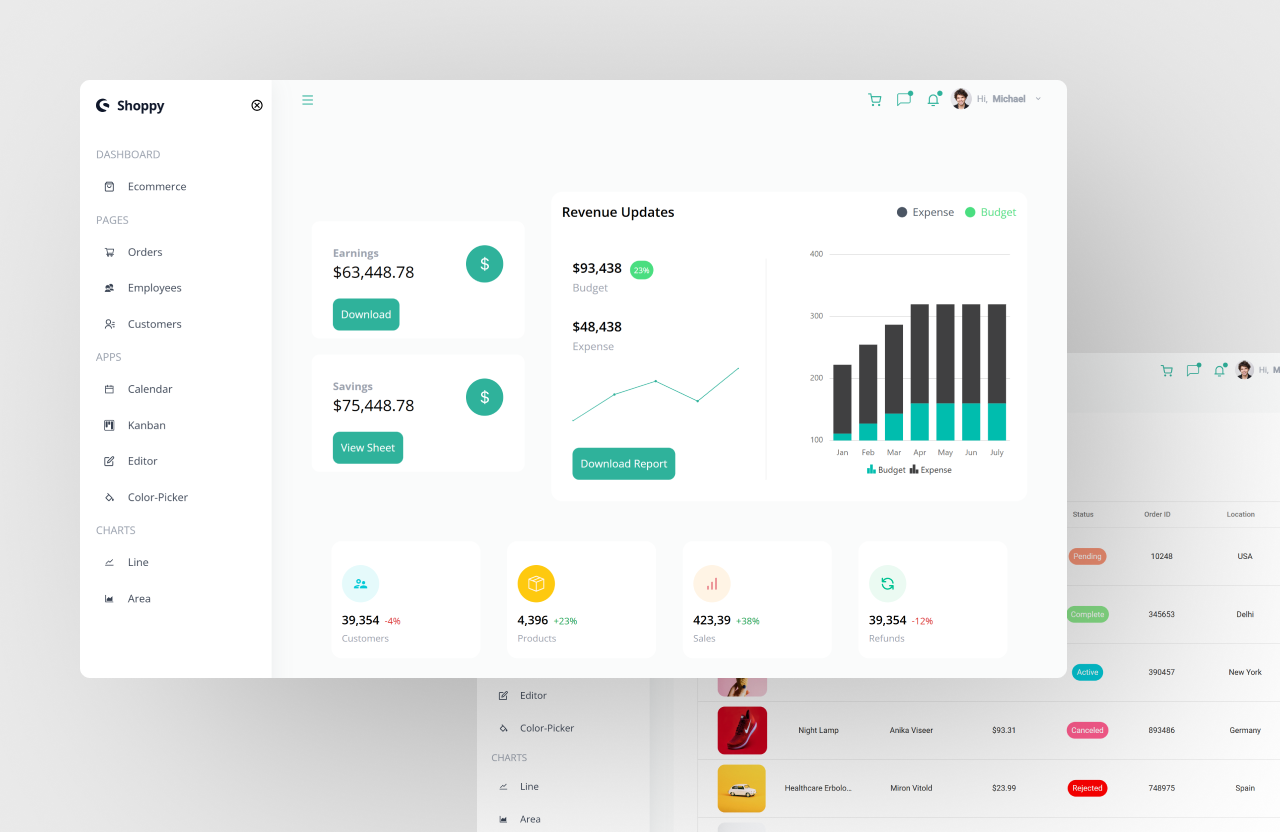 Shoppy
Hi, Michael
DASHBOARD
Ecommerce
PAGES
Orders
Employees
Customers
APPS
Calendar
Kanban
Editor
Color-Picker
CHARTS
Line
Area
Earnings
$63,448.78
$
Download
Savings
$75,448.78
$
View Sheet
Revenue Updates
Expense Budget
$93,438 23%
Budget
$48,438
Expense
Download Report
400
300
200
100
Jan Feb Mar Apr May Jun July
Budget Expense
39,354 -4%
Customers
4,396 +23%
Products
423,39 +38%
Sales
39,354 -12%
Refunds
Hi, M
Status Order ID Location
Pending 10248 USA
Complete 345653 Delhi
Active 390457 New York
Night Lamp Anika Viseer $93.31 Canceled 893486 Germany
Healthcare Erbolo... Miron Vitold $23.99 Rejected 748975 Spain
Editor
Color-Picker
CHARTS
Line
Area